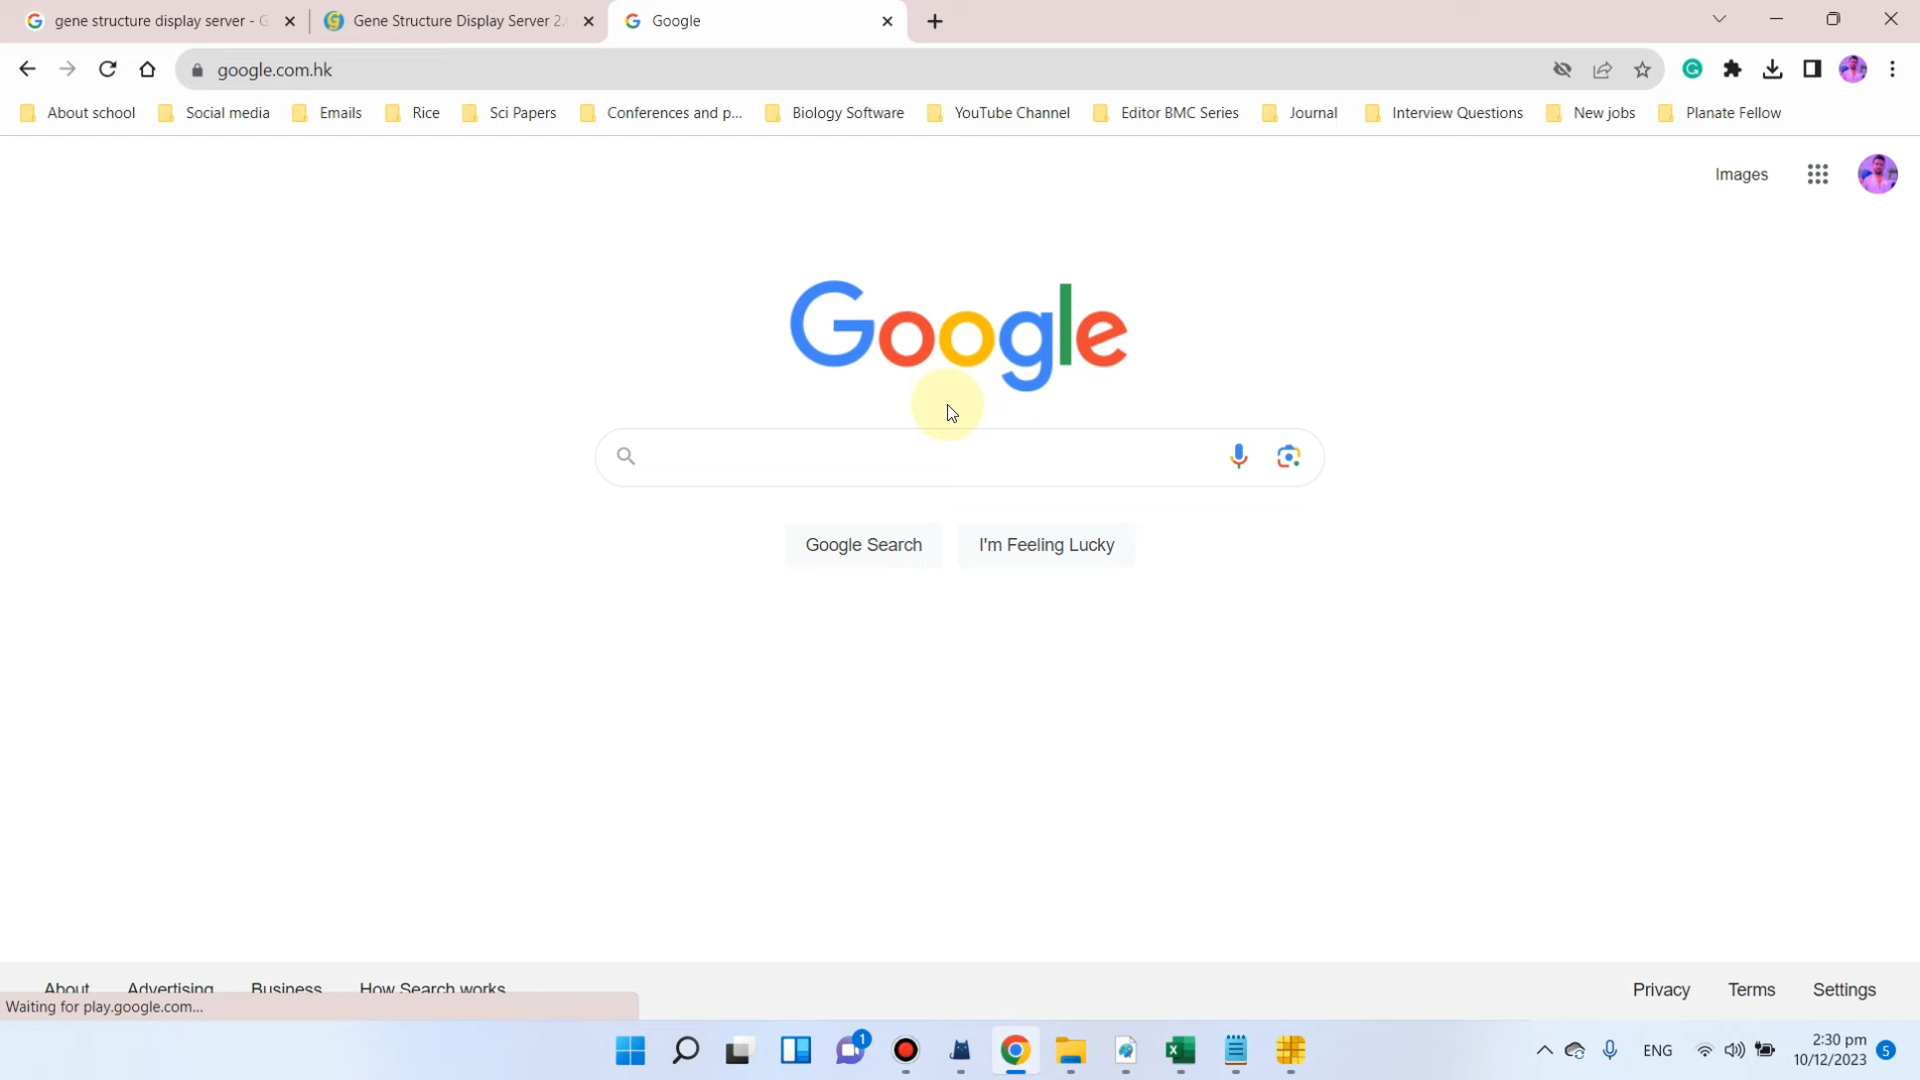 gene structure display server - G
Gene Structure Display Server 2.
Google
google.com.hk
About school
Social media
Emails
Rice
Sci Papers
Conferences and p...
Biology Software
YouTube Channel
Editor BMC Series
Journal
Interview Questions
New jobs
Planate Fellow
Images
Google
Google Search
I'm Feeling Lucky
About
Advertising
Business
How Search works
Privacy
Terms
Settings
Waiting for play.google.com...
1
ENG
2:30 pm
10/12/2023
5